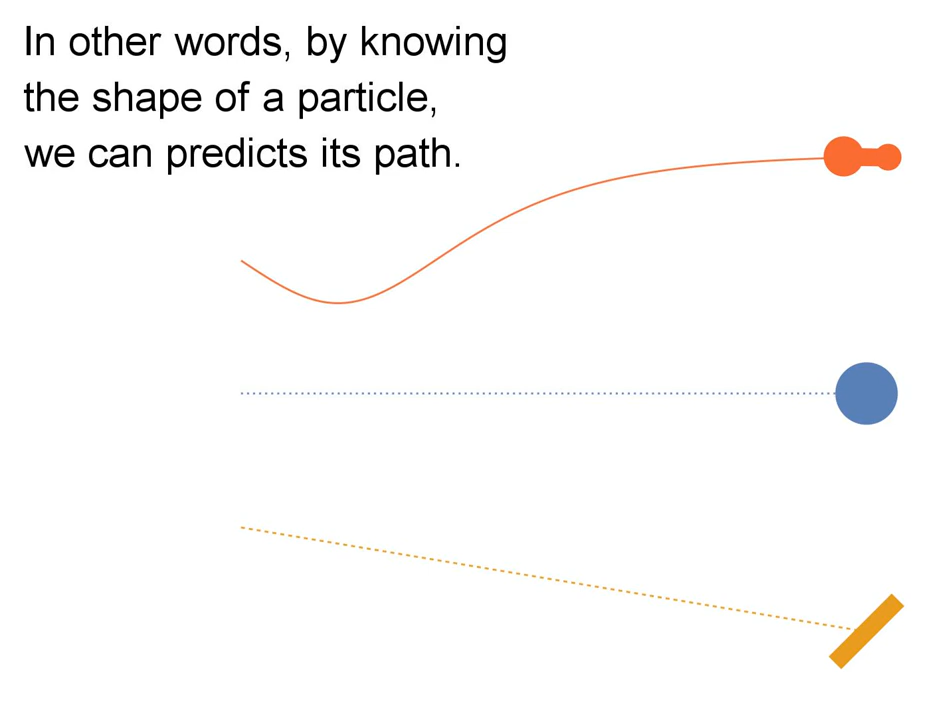 In other words, by knowing
the shape of a particle,
we can predicts its path.